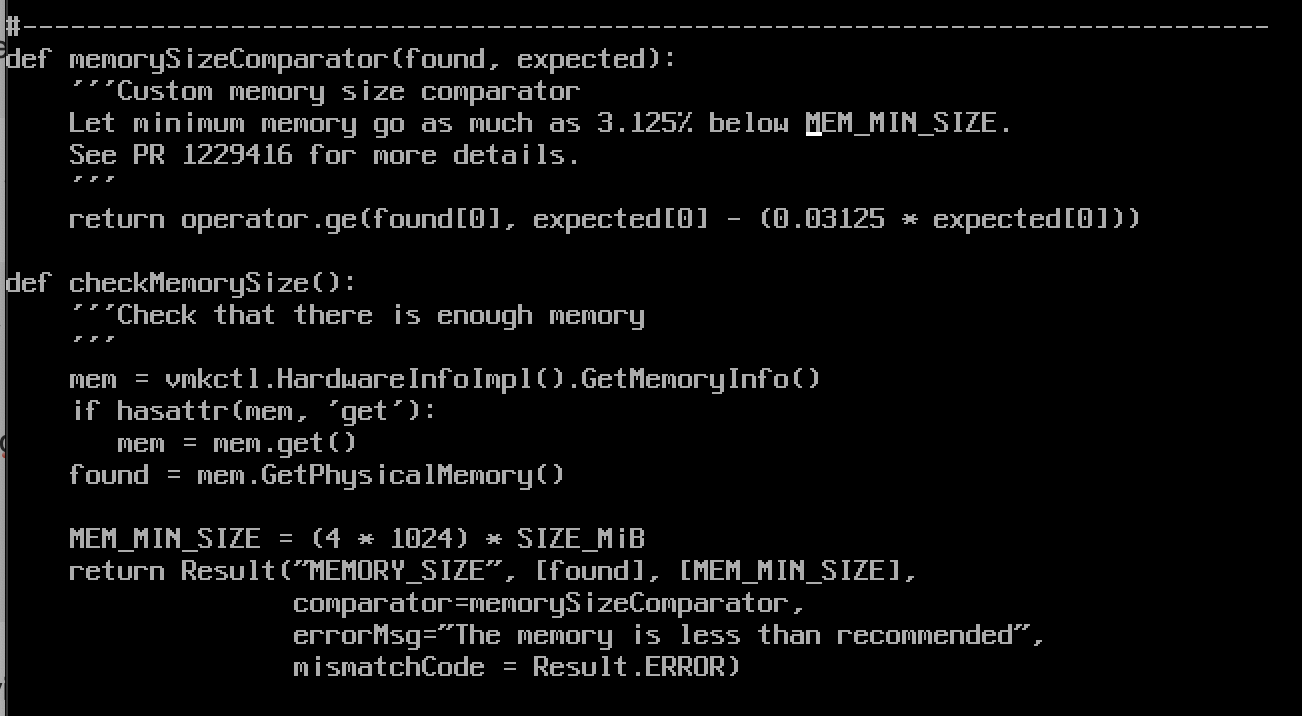 #------------------------------------------------------------------------------
def memorySizeComparator(found, expected):
    '''Custom memory size comparator
    Let minimum memory go as much as 3.125% below MEM_MIN_SIZE.
    See PR 1229416 for more details.
    '''
    return operator.ge(found[0], expected[0] - (0.03125 * expected[0]))

def checkMemorySize():
    '''Check that there is enough memory
    '''
    mem = vmkctl.HardwareInfoImpl().GetMemoryInfo()
    if hasattr(mem, 'get'):
       mem = mem.get()
    found = mem.GetPhysicalMemory()

    MEM_MIN_SIZE = (4 * 1024) * SIZE_MiB
    return Result("MEMORY_SIZE", [found], [MEM_MIN_SIZE],
                  comparator=memorySizeComparator,
                  errorMsg="The memory is less than recommended",
                  mismatchCode = Result.ERROR)